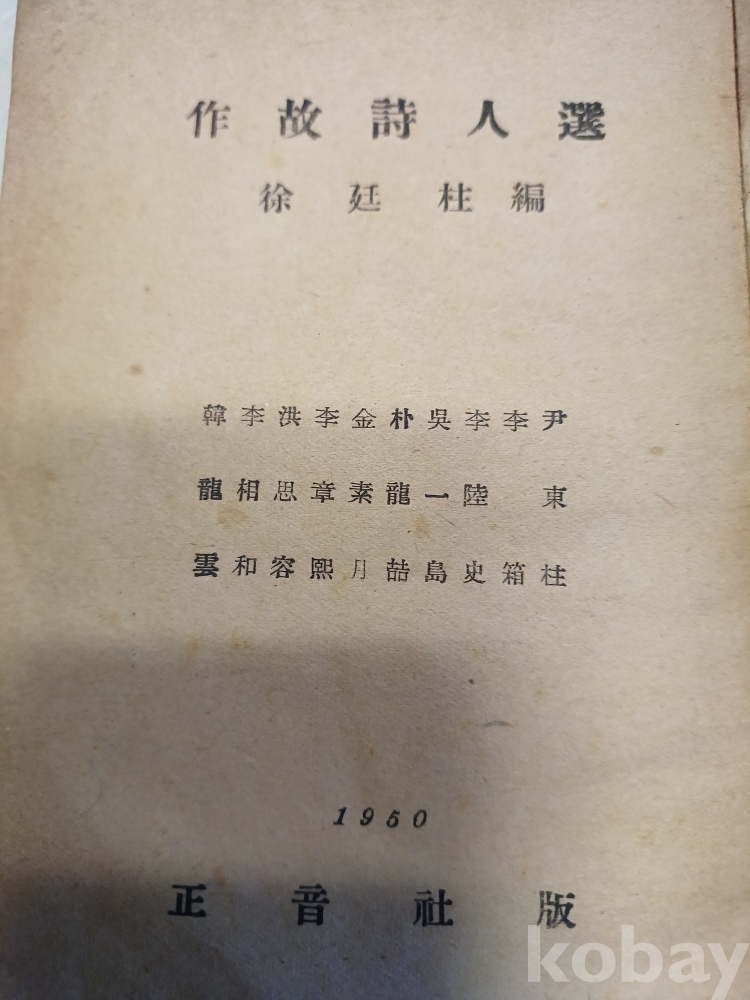 作故詩人選
徐廷柱編
韓龍雲
李相和
洪思容
李章熙
金素月
朴龍喆
吳一島
李陸史
李箱
尹東柱
1950
正音社版
kobay